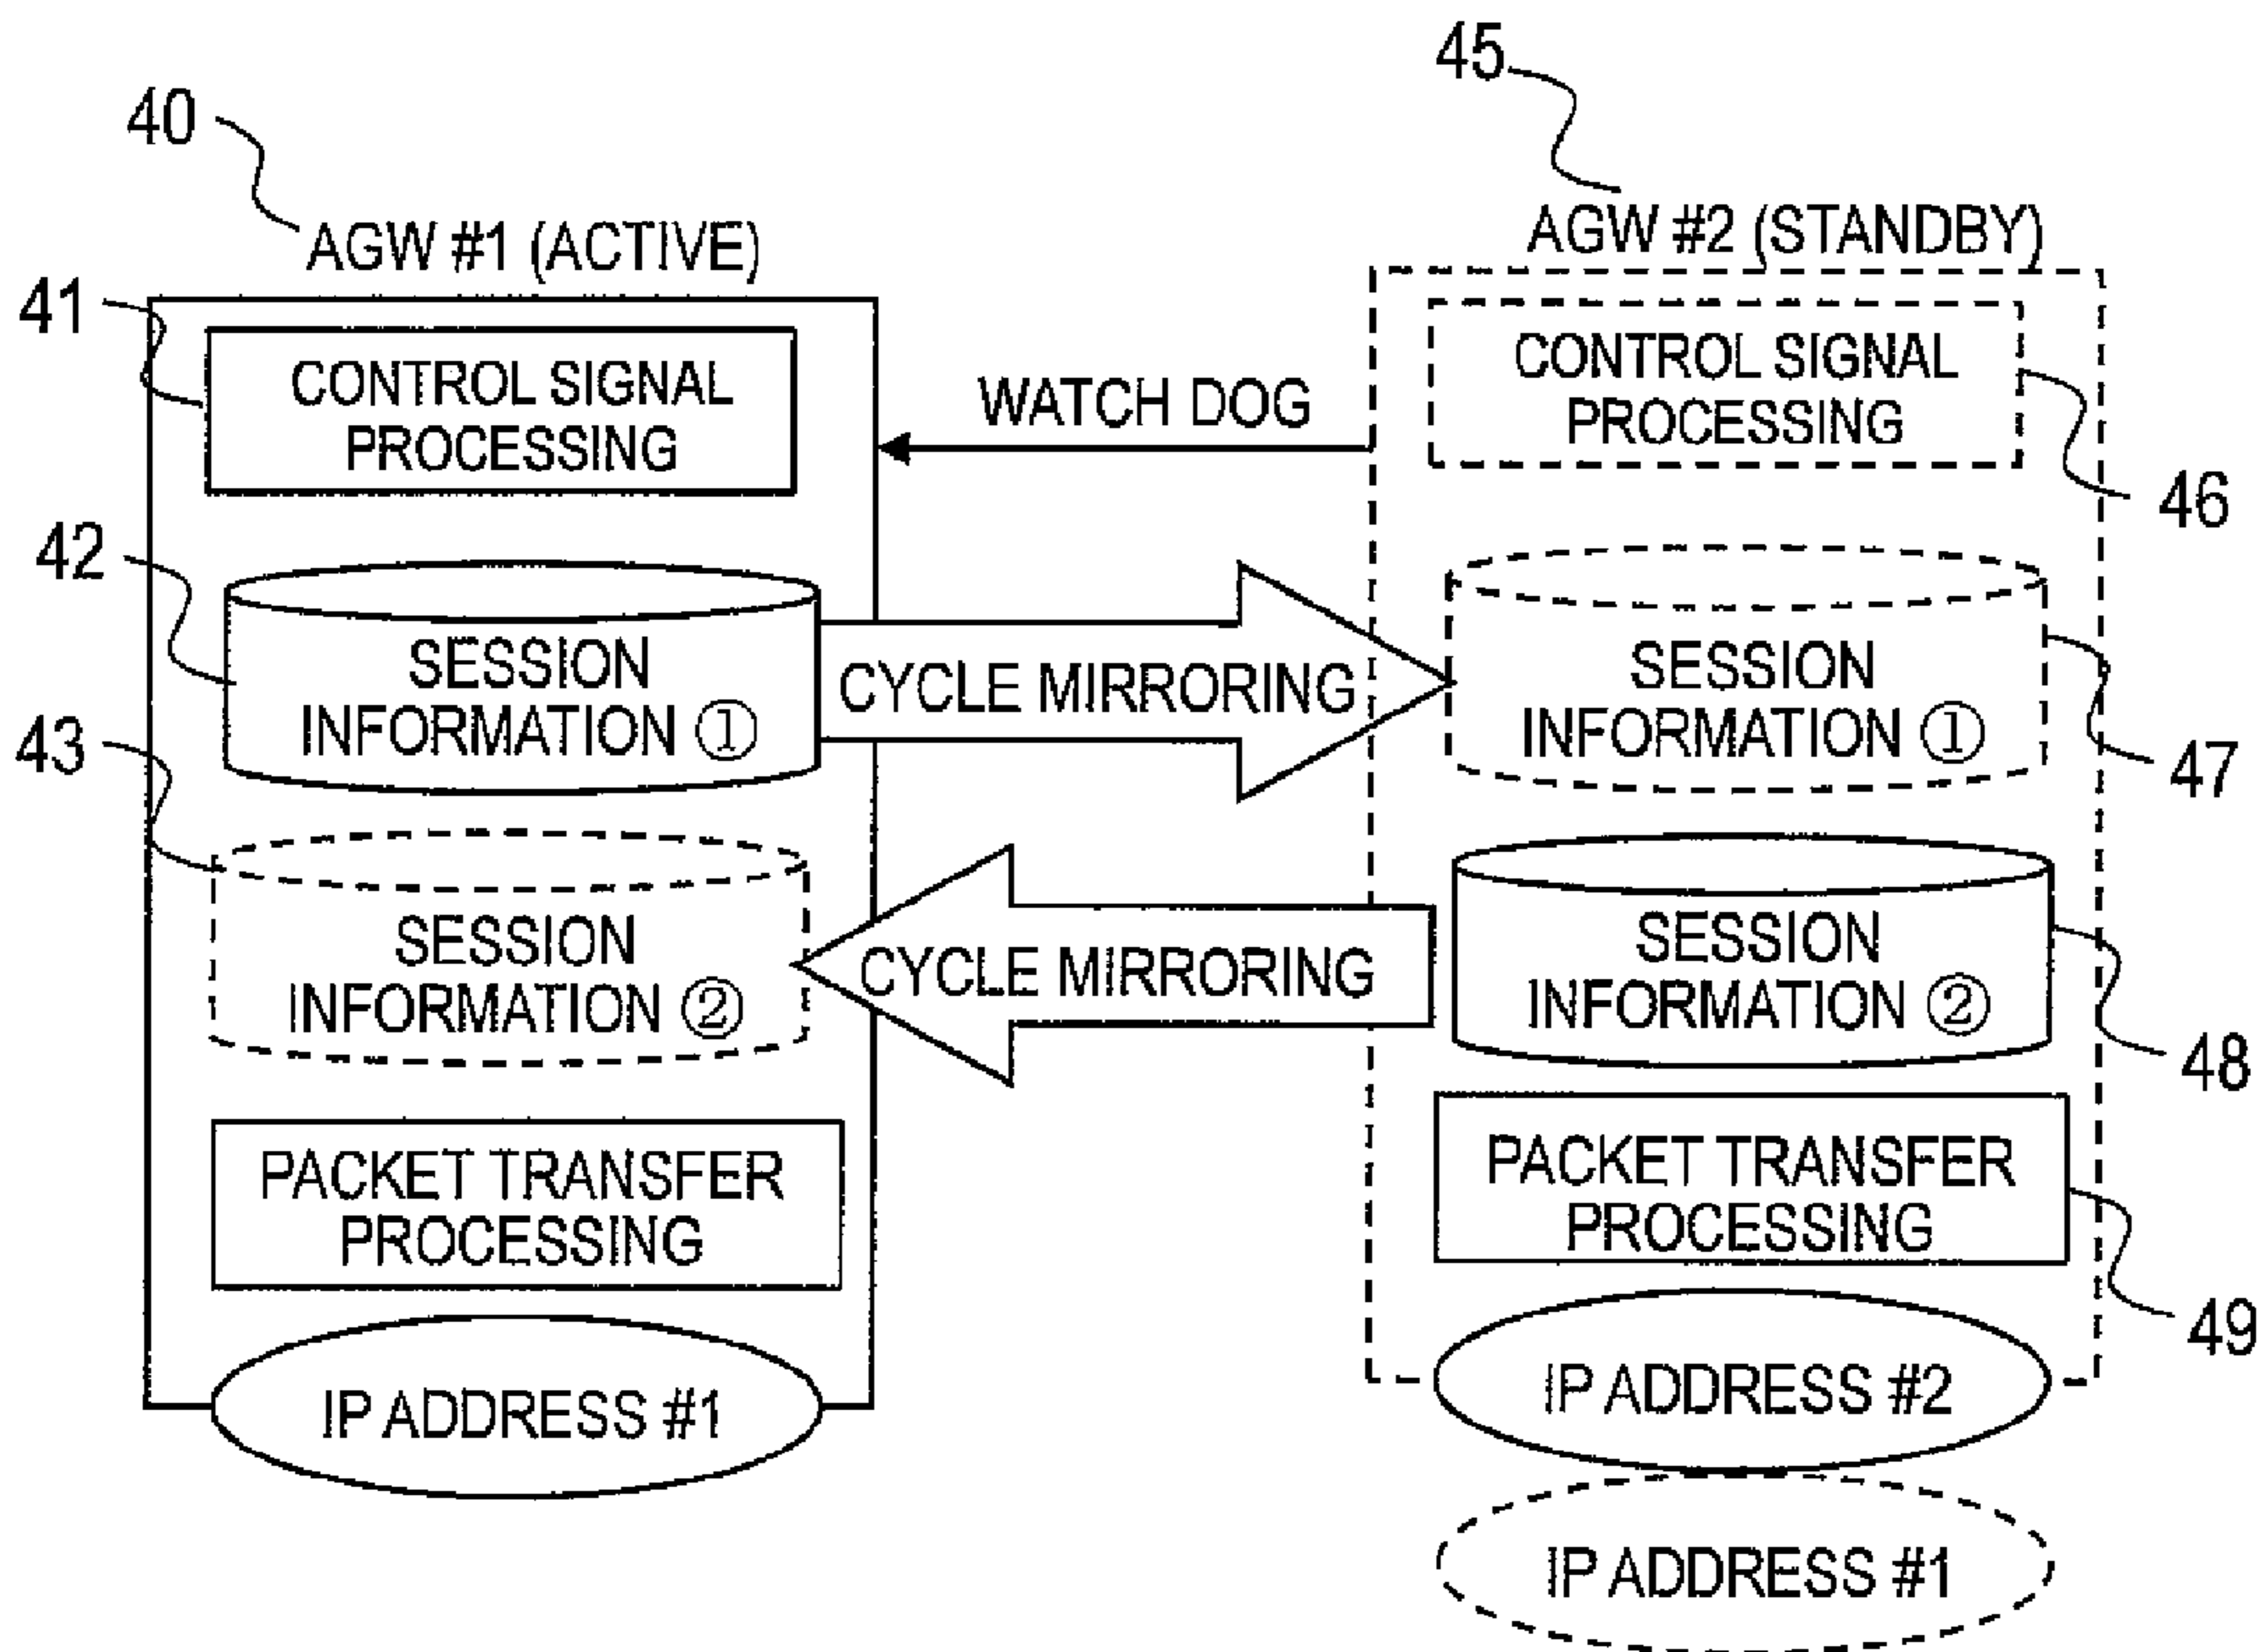 40
AGW #1 (ACTIVE)
41
CONTROL SIGNAL
PROCESSING
42
SESSION
INFORMATION ①
43
SESSION
INFORMATION ②
PACKET TRANSFER
PROCESSING
IP ADDRESS #1
WATCH DOG
CYCLE MIRRORING
CYCLE MIRRORING
45
AGW #2 (STANDBY)
CONTROL SIGNAL
PROCESSING
46
SESSION
INFORMATION ①
47
SESSION
INFORMATION ②
48
PACKET TRANSFER
PROCESSING
49
IP ADDRESS #2
IP ADDRESS #1